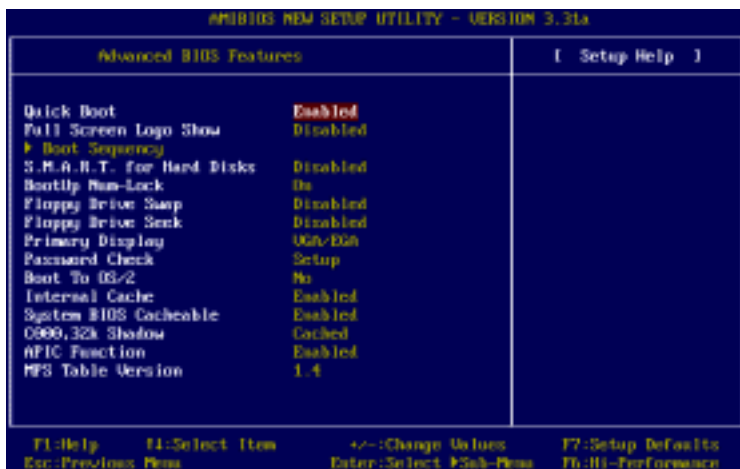 AMIBIOS NEW SETUP UTILITY - VERSION 3.31a
Advanced BIOS Features
[ Setup Help ]
Quick Boot Enabled
Full Screen Logo Show Disabled
▶ Boot Sequency
S.M.A.R.T. for Hard Disks Disabled
BootUp Num-Lock On
Floppy Drive Swap Disabled
Floppy Drive Seek Disabled
Primary Display VGA/EGA
Password Check Setup
Boot To OS/2 No
Internal Cache Enabled
System BIOS Cacheable Enabled
C000,32k Shadow Cached
APIC Function Enabled
MPS Table Version 1.4
F1:Help ↑↓:Select Item +/-:Change Values F7:Setup Defaults
Esc:Previous Menu Enter:Select ▶Sub-Menu F6:Hi-Performance